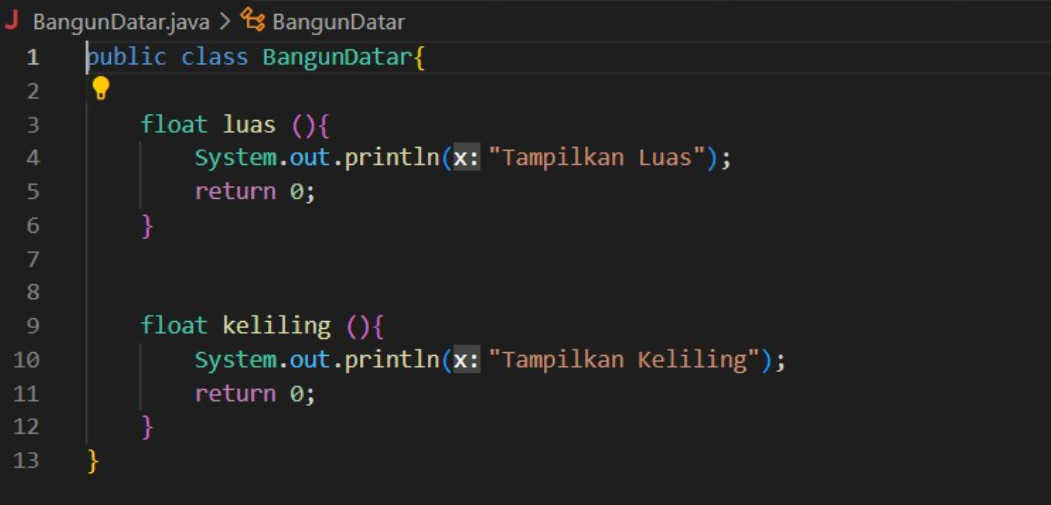 BangunDatar.java > BangunDatar
1 public class BangunDatar{
2
3 float luas (){
4 System.out.println(x: "Tampilkan Luas");
5 return 0;
6 }
7
8
9 float keliling (){
10 System.out.println(x: "Tampilkan Keliling");
11 return 0;
12 }
13 }